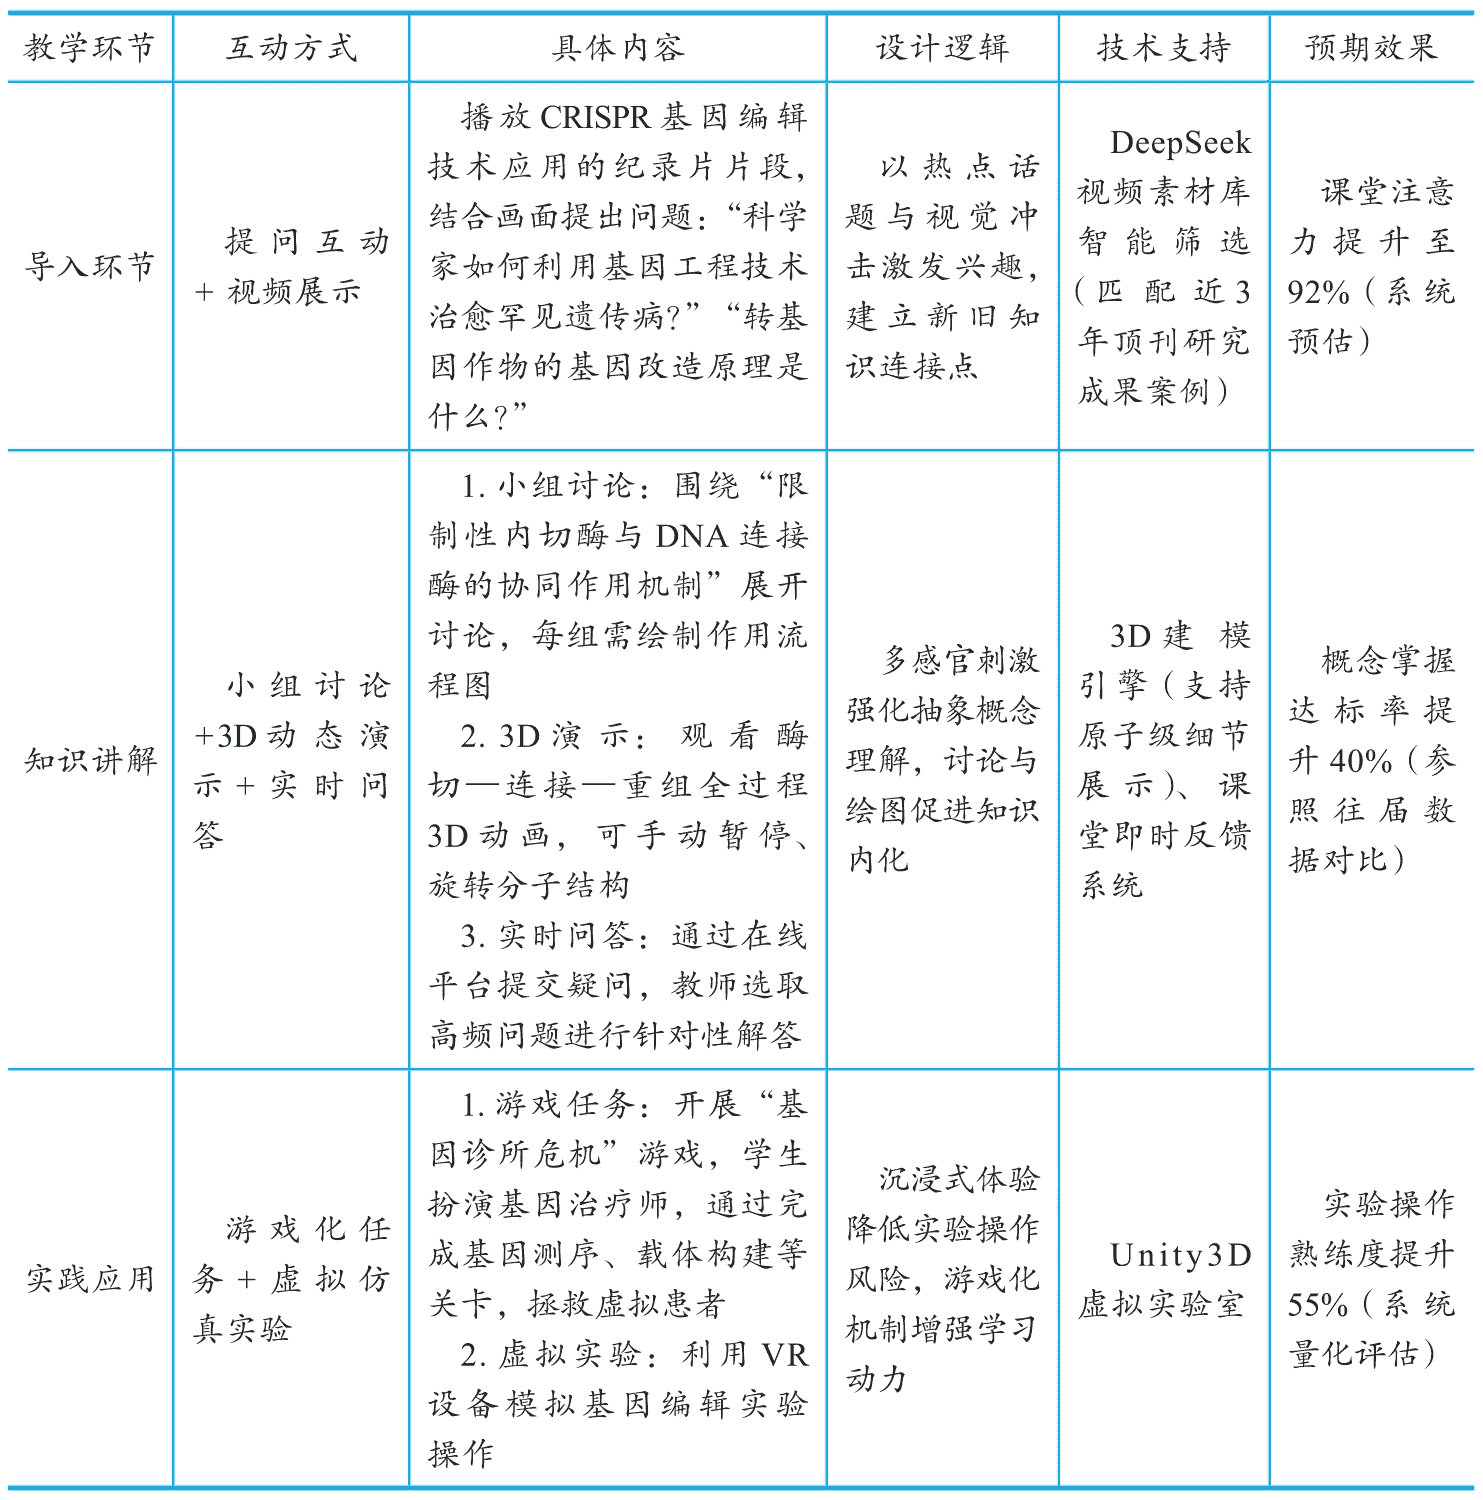 教学环节
互动方式
具体内容
设计逻辑
技术支持
预期效果
导入环节
提问互动
+ 视频展示
播放 CRISPR 基因编辑
技术应用的纪录片片段，
结合画面提出问：“科学
家如何利用基因工程技术
治愈罕见遗传病？”“转基
因作物的基因改造原理是
什么？”
以热点话
题与视觉冲
击激发兴趣，
建立新旧知
识连接点
DeepSeek
视频素材库
智能筛选
（匹配近3
年顶刊研究
成果案例）
课堂注意
力提升至
92%（系统
预估）
知识讲解
小组讨论
+3D动态演
示+实时问
答
1. 小组讨论：围绕“限
制性内切酶与 DNA 连接
酶的协同作用机制”展开
讨论，每组需绘制作用流
程图
2. 3D演示：观看酶
切—连接—重组全过程
3D动画，可手动暂停、
旋转分子结构
3. 实时问答：通过在线
平台提交疑问，教师选取
高频问题进行针对性解答
多感官刺激
强化抽象概念
理解，讨论与
绘图促进知识
内化
3D建模
引擎（支持
原子级细节
展示）、课
堂即时反馈
系统
概念掌握
达标率提
升40%（参
照往届数
据对比）
实践应用
游戏化任
务+虚拟仿
真实验
1. 游戏任务：开展“基
因诊所危机”游戏，学生
扮演基因治疗师，通过完
成基因测序、载体构建等
关卡，拯救虚拟患者
2. 虚拟实验：利用 VR
设备模拟基因编辑实验
操作
沉浸式体验
降低实验操作
风险，游戏化
机制增强学习
动力
Unity3D
虚拟实验室
实验操作
熟练度提升
55%（系统
量化评估）